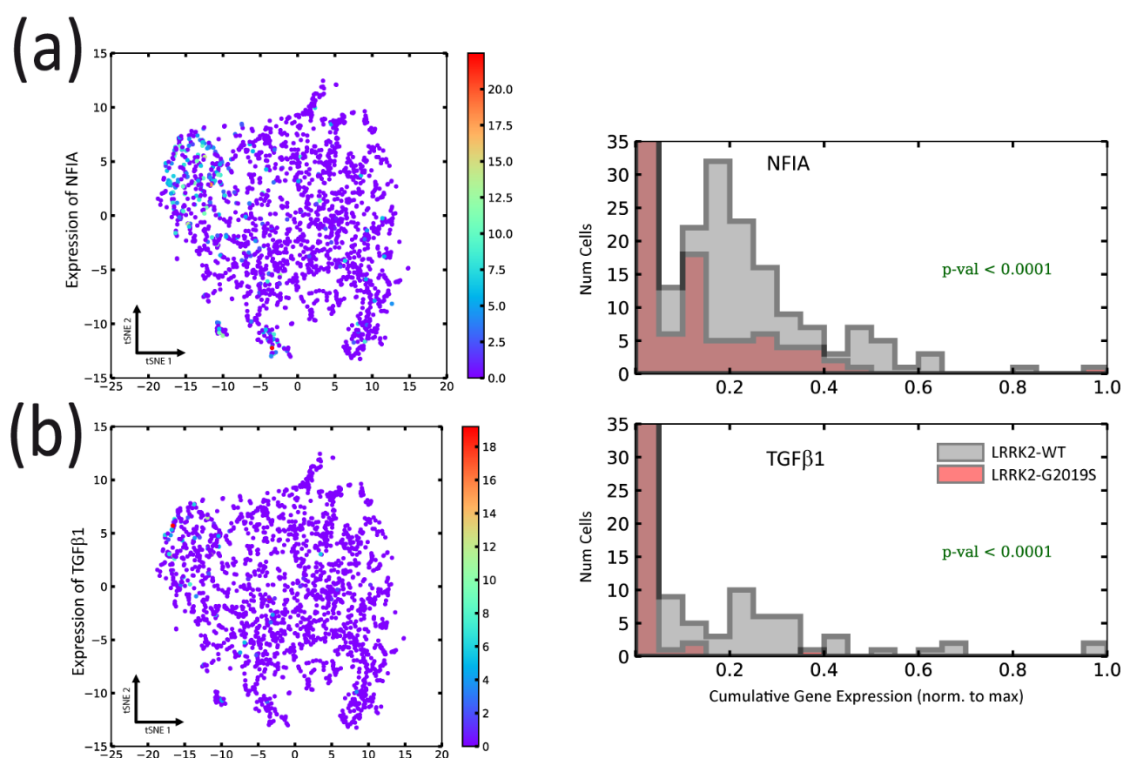 (a)
Expression of NFIA
15
10
5
0
−5
−10
−15
−25 −20 −15 −10 −5 0 5 10 15 20
tSNE 2
tSNE 1
20.0
17.5
15.0
12.5
10.0
7.5
5.0
2.5
0.0
NFIA
p-val < 0.0001
Num Cells
35
30
25
20
15
10
5
0
0.2 0.4 0.6 0.8 1.0
(b)
Expression of TGFβ1
15
10
5
0
−5
−10
−15
−25 −20 −15 −10 −5 0 5 10 15 20
tSNE 2
tSNE 1
18
16
14
12
10
8
6
4
2
0
TGFβ1
LRRK2-WT
LRRK2-G2019S
p-val < 0.0001
Num Cells
35
30
25
20
15
10
5
0
0.2 0.4 0.6 0.8 1.0
Cumulative Gene Expression (norm. to max)